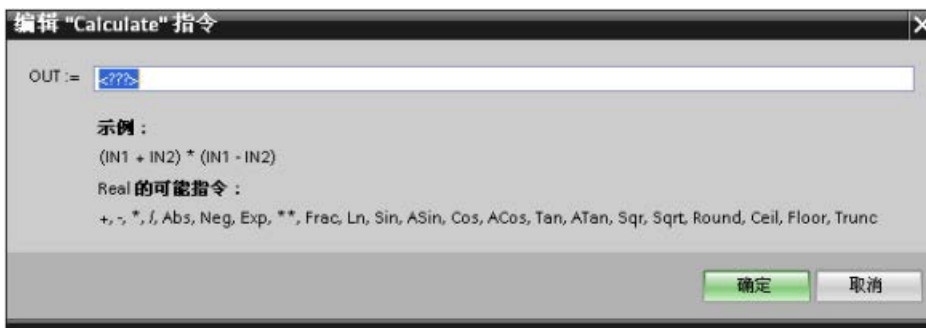 编辑 "Calculate" 指令
OUT := <???>
示例：
(IN1 + IN2) * (IN1 - IN2)
Real 的可能指令：
+, -, *, /, Abs, Neg, Exp, **, Frac, Ln, Sin, ASin, Cos, ACos, Tan, ATan, Sqr, Sqrt, Round, Ceil, Floor, Trunc
确定 取消